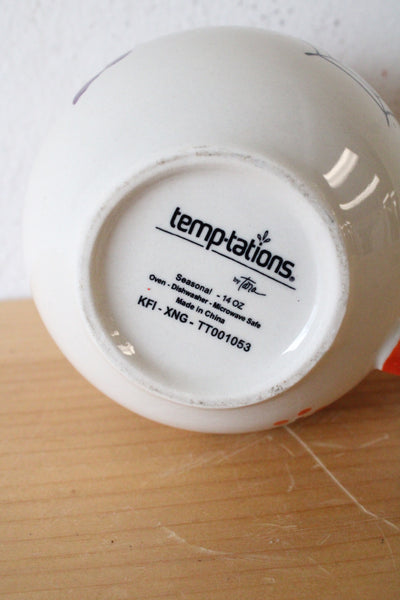 temp-tations®
by Tara
Seasonal - 14 OZ
Oven - Dishwasher - Microwave Safe
Made in China
KFI - XNG - TT001053